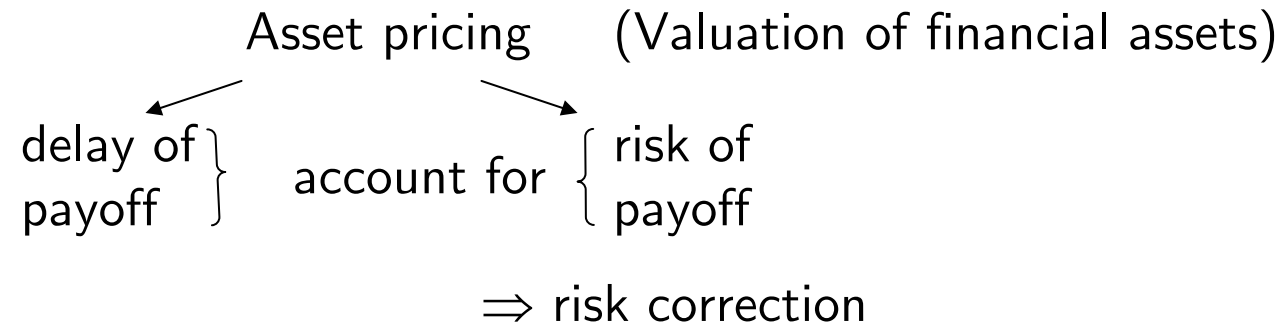 Asset pricing (Valuation of financial assets)
delay of
payoff
account for
risk of
payoff
⇒ risk correction